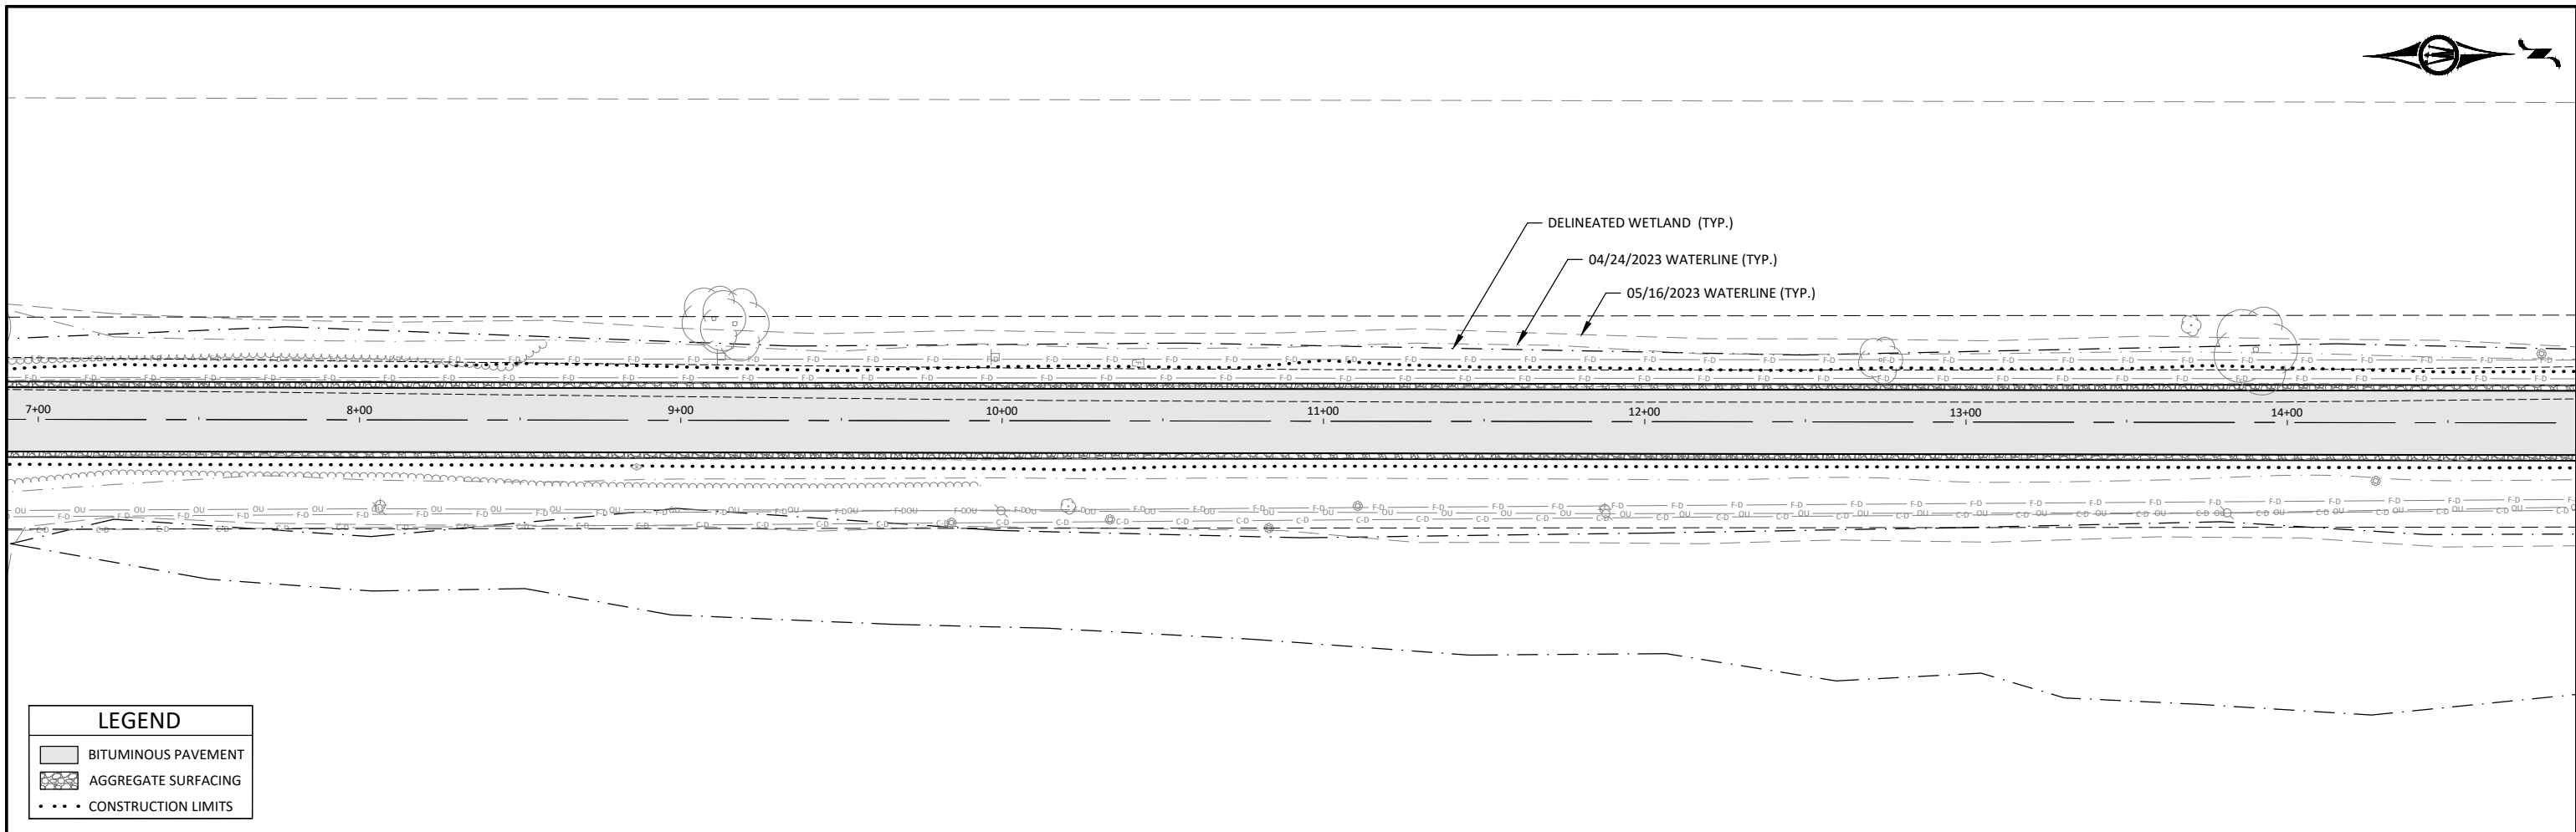 DELINEATED WETLAND (TYP.)
04/24/2023 WATERLINE (TYP.)
05/16/2023 WATERLINE (TYP.)
7+00 8+00 9+00 10+00 11+00 12+00 13+00 14+00
LEGEND
BITUMINOUS PAVEMENT
AGGREGATE SURFACING
CONSTRUCTION LIMITS